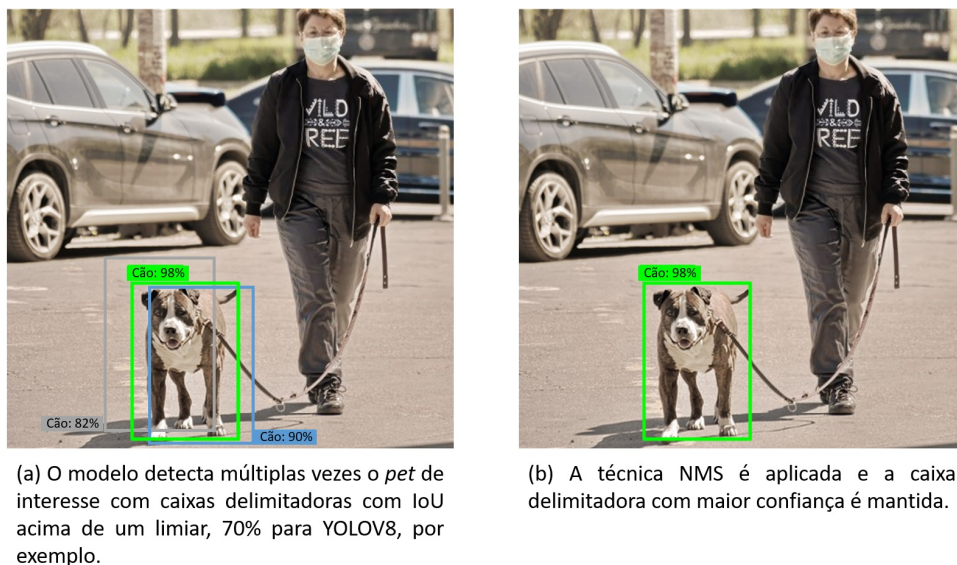 VILD
&
REE
Cão: 98%
Cão: 82%
Cão: 90%
(a) O modelo detecta múltiplas vezes o pet de
interesse com caixas delimitadoras com IoU
acima de um limiar, 70% para YOLOV8, por
exemplo.
VILD
&
REE
Cão: 98%
(b) A técnica NMS é aplicada e a caixa
delimitadora com maior confiança é mantida.